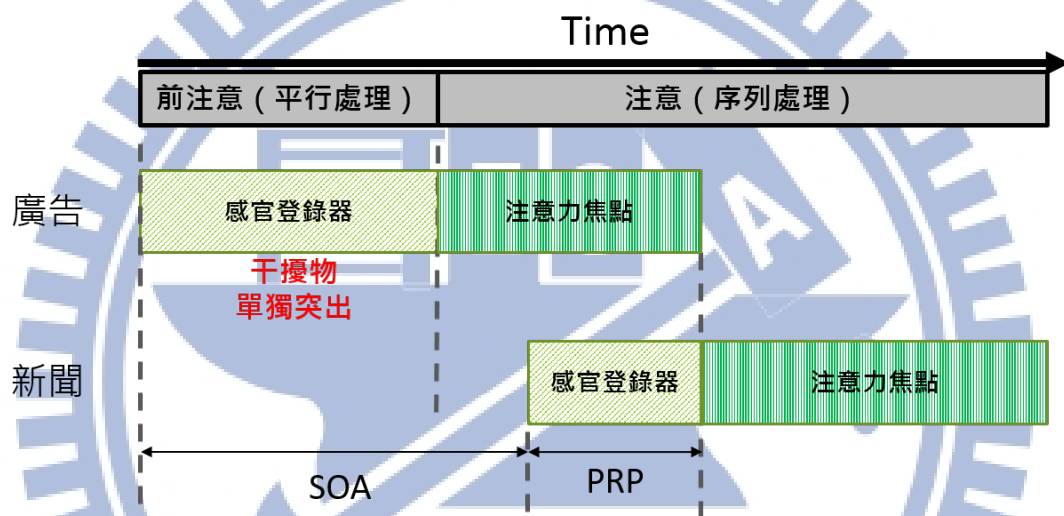 Time
前注意（平行處理）
注意（序列處理）
廣告
感官登錄器
注意力焦點
干擾物
單獨突出
新聞
感官登錄器
注意力焦點
SOA
PRP